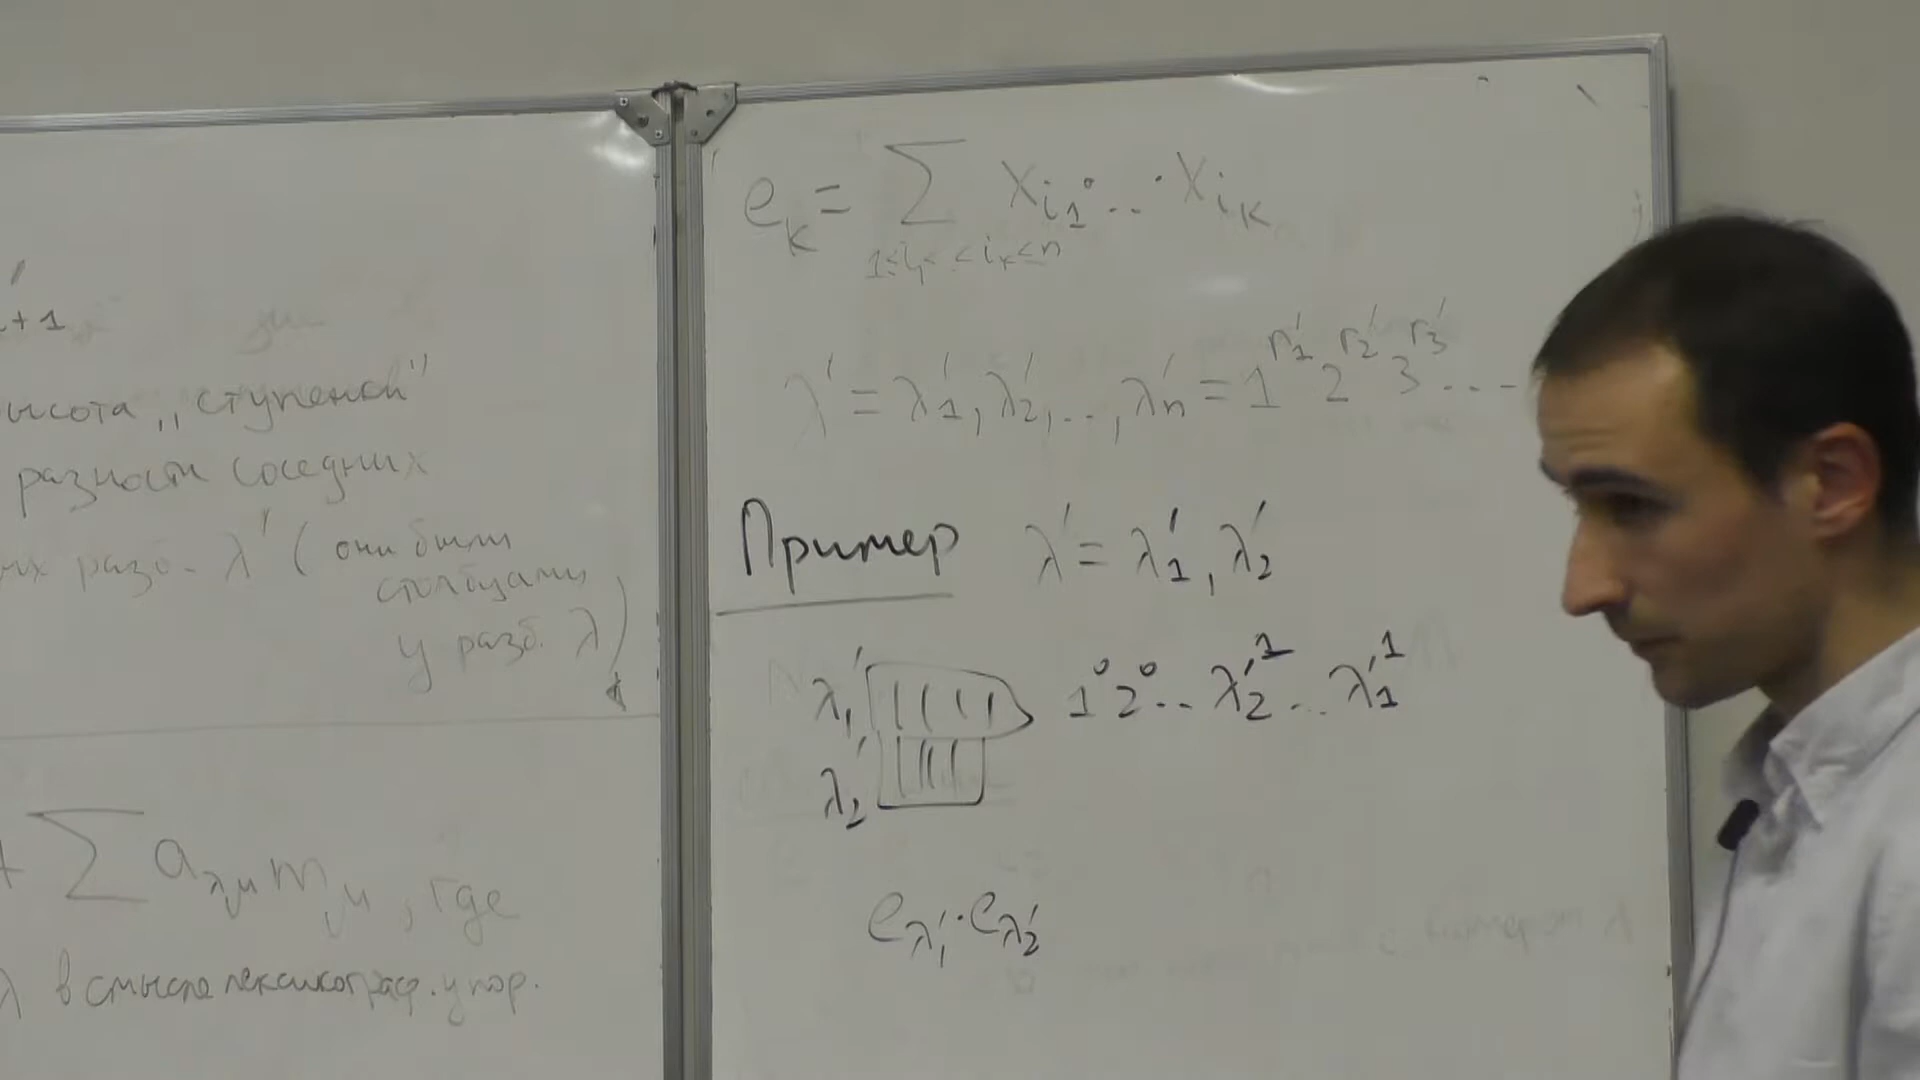 +1
высота „ступеньки"
разности соседних
разб. λ' (они были
столбцами
у разб. λ)
+ Σ a_{λμ} m_μ, где
λ в смысле лексикограф. упор.
e_k = Σ x_{i_1} · .. · x_{i_k}
1≤i_1< <i_k≤n
λ' = λ'_1, λ'_2, .., λ'_n = 1^{r'_1} 2^{r'_2} 3^{r'_3} ...
Пример λ' = λ'_1, λ'_2
λ'_1 1^0 2^0 .. λ'_2^1 .. λ'_1^1
λ'_2
e_{λ'_1} · e_{λ'_2}